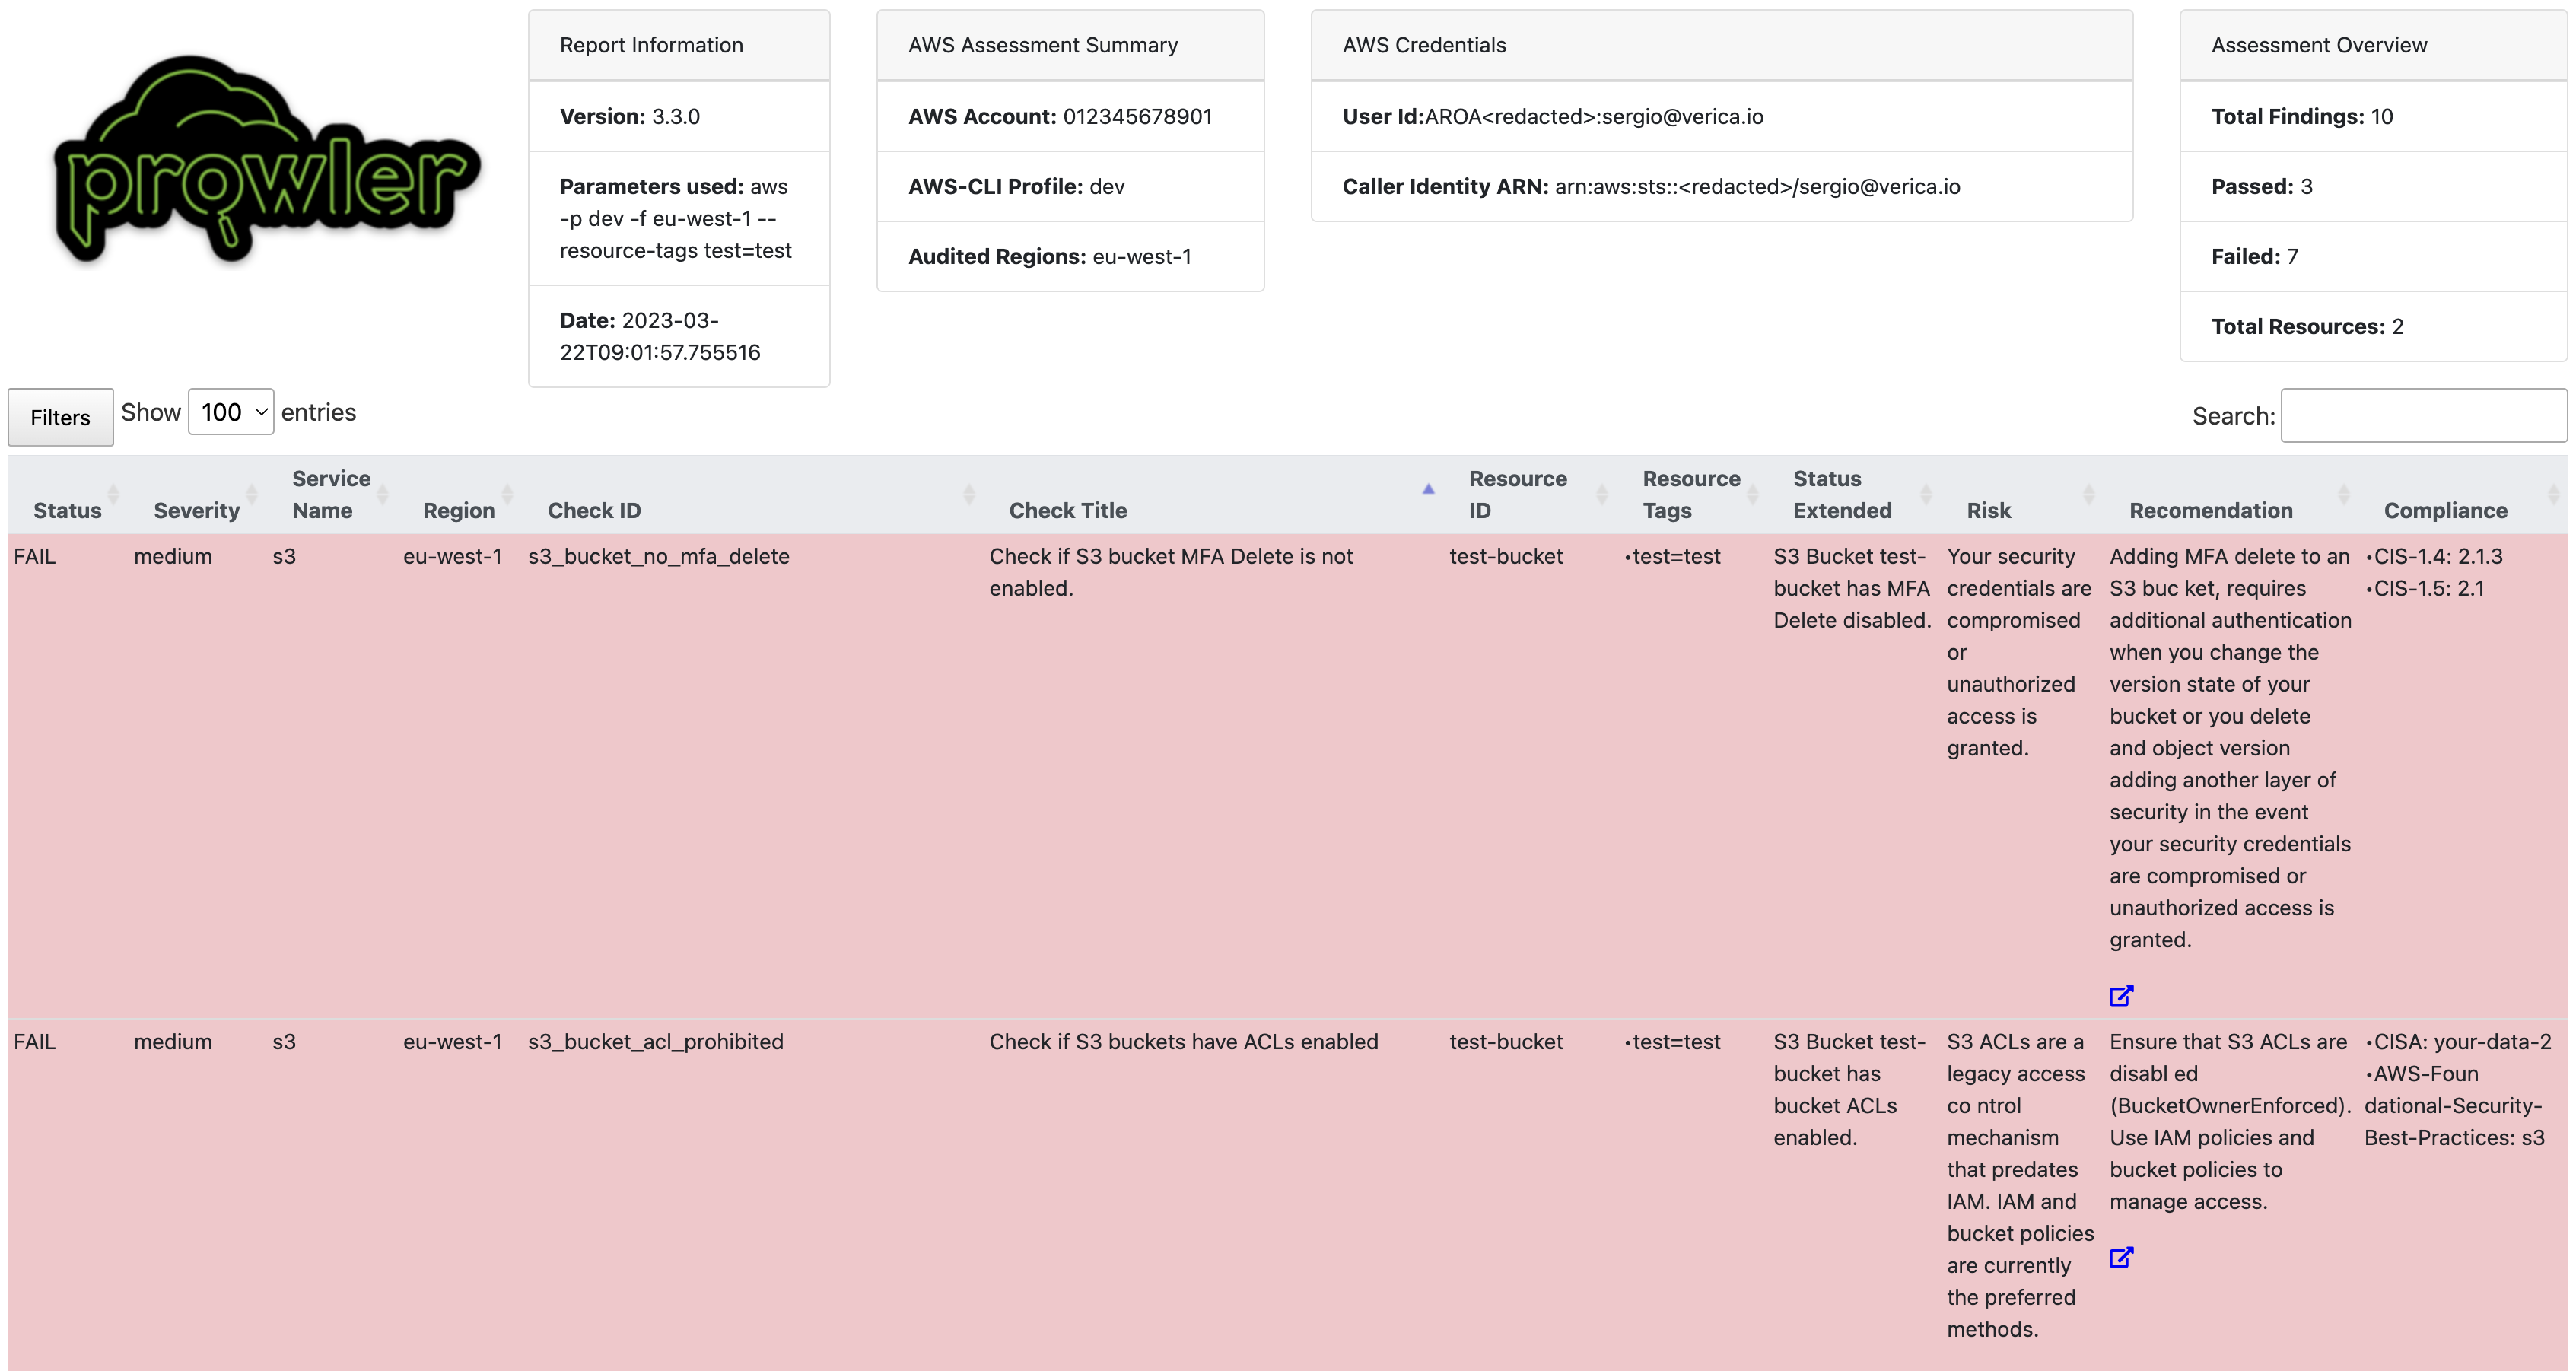 prowler
Report Information
Version: 3.3.0
Parameters used: aws
-p dev -f eu-west-1 --
resource-tags test=test
Date: 2023-03-
22T09:01:57.755516
AWS Assessment Summary
AWS Account: 012345678901
AWS-CLI Profile: dev
Audited Regions: eu-west-1
AWS Credentials
User Id:AROA<redacted>:sergio@verica.io
Caller Identity ARN: arn:aws:sts::<redacted>/sergio@verica.io
Assessment Overview
Total Findings: 10
Passed: 3
Failed: 7
Total Resources: 2
Filters Show 100 entries
Search:
Status
Severity
Service
Name
Region
Check ID
Check Title
Resource
ID
Resource
Tags
Status
Extended
Risk
Recomendation
Compliance
FAIL
medium
s3
eu-west-1
s3_bucket_no_mfa_delete
Check if S3 bucket MFA Delete is not
enabled.
test-bucket
•test=test
S3 Bucket test-
bucket has MFA
Delete disabled.
Your security
credentials are
compromised
or
unauthorized
access is
granted.
Adding MFA delete to an
S3 buc ket, requires
additional authentication
when you change the
version state of your
bucket or you delete
and object version
adding another layer of
security in the event
your security credentials
are compromised or
unauthorized access is
granted.
•CIS-1.4: 2.1.3
•CIS-1.5: 2.1
FAIL
medium
s3
eu-west-1
s3_bucket_acl_prohibited
Check if S3 buckets have ACLs enabled
test-bucket
•test=test
S3 Bucket test-
bucket has
bucket ACLs
enabled.
S3 ACLs are a
legacy access
co ntrol
mechanism
that predates
IAM. IAM and
bucket policies
are currently
the preferred
methods.
Ensure that S3 ACLs are
disabl ed
(BucketOwnerEnforced).
Use IAM policies and
bucket policies to
manage access.
•CISA: your-data-2
•AWS-Foun
dational-Security-
Best-Practices: s3